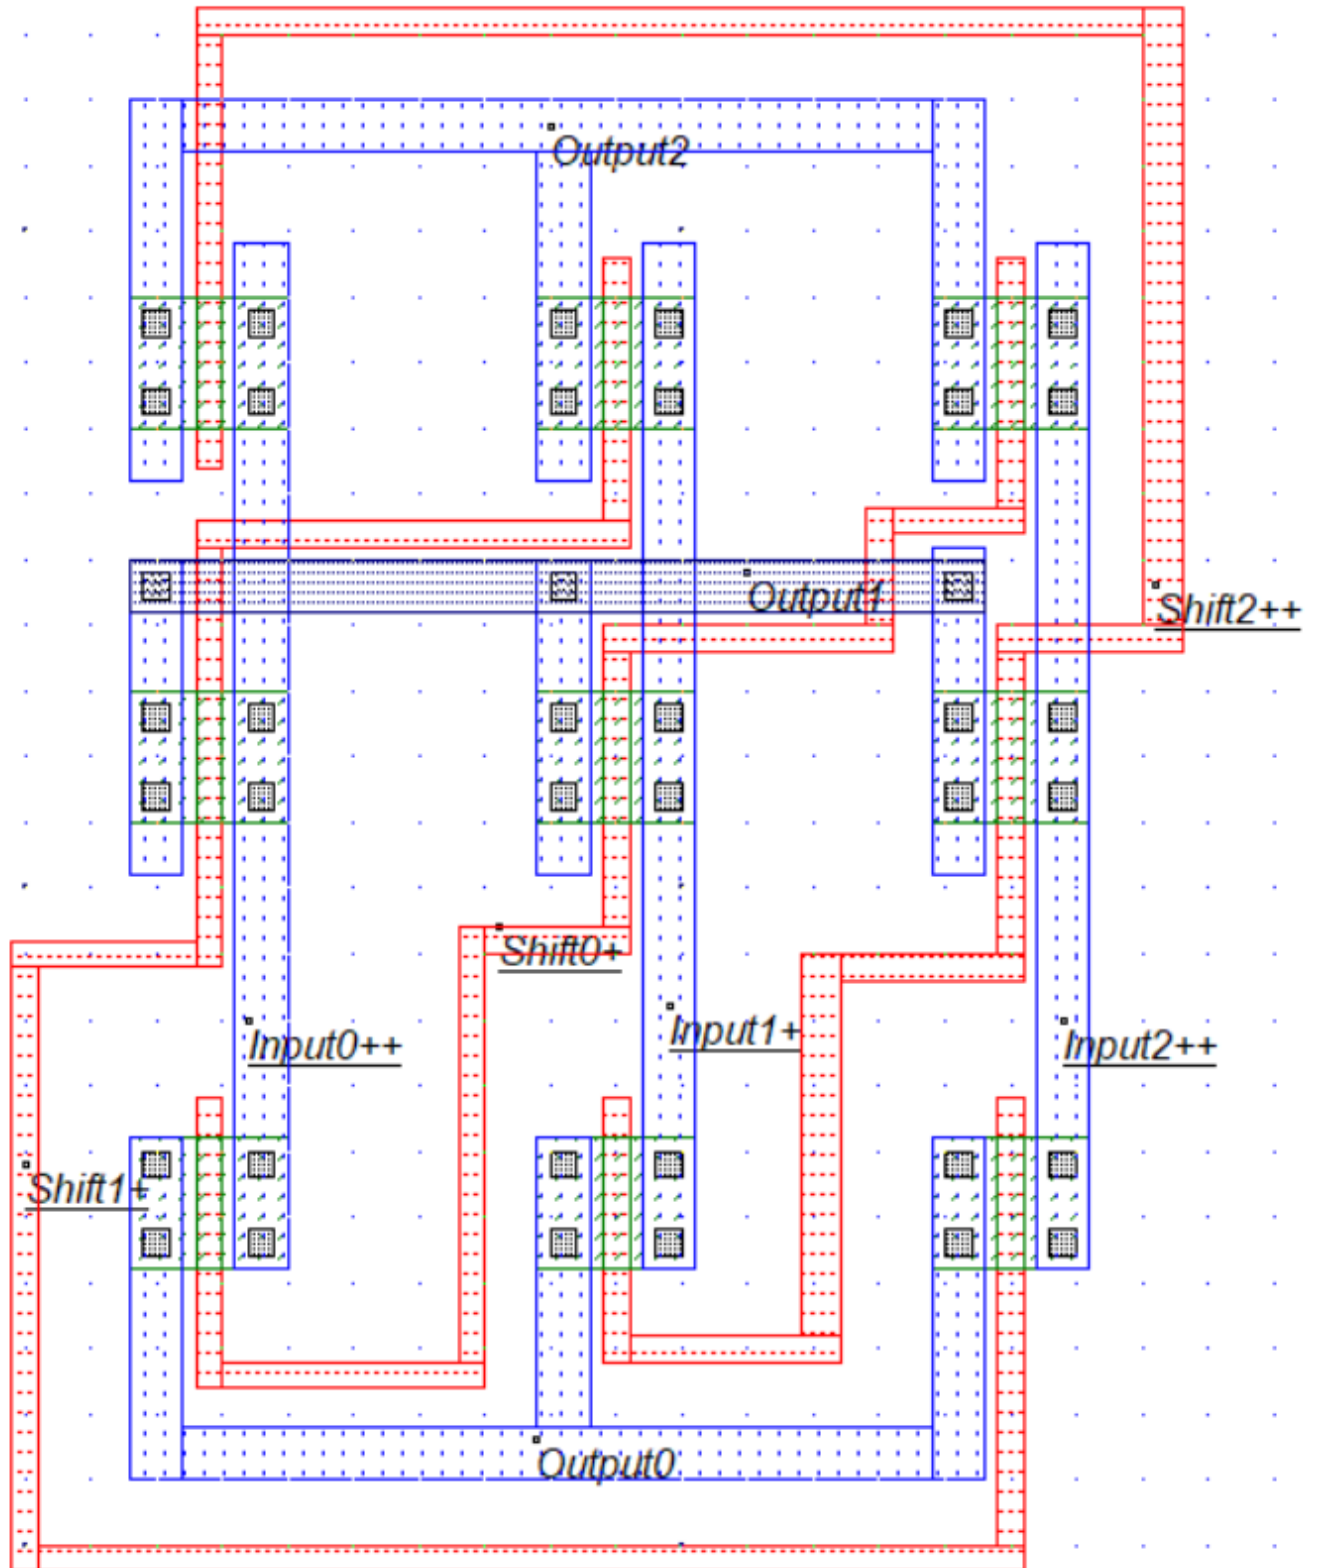 Output2
Output1
Shift2++
Shift0+
Input0++
Input1+
Input2++
Shift1+
Output0